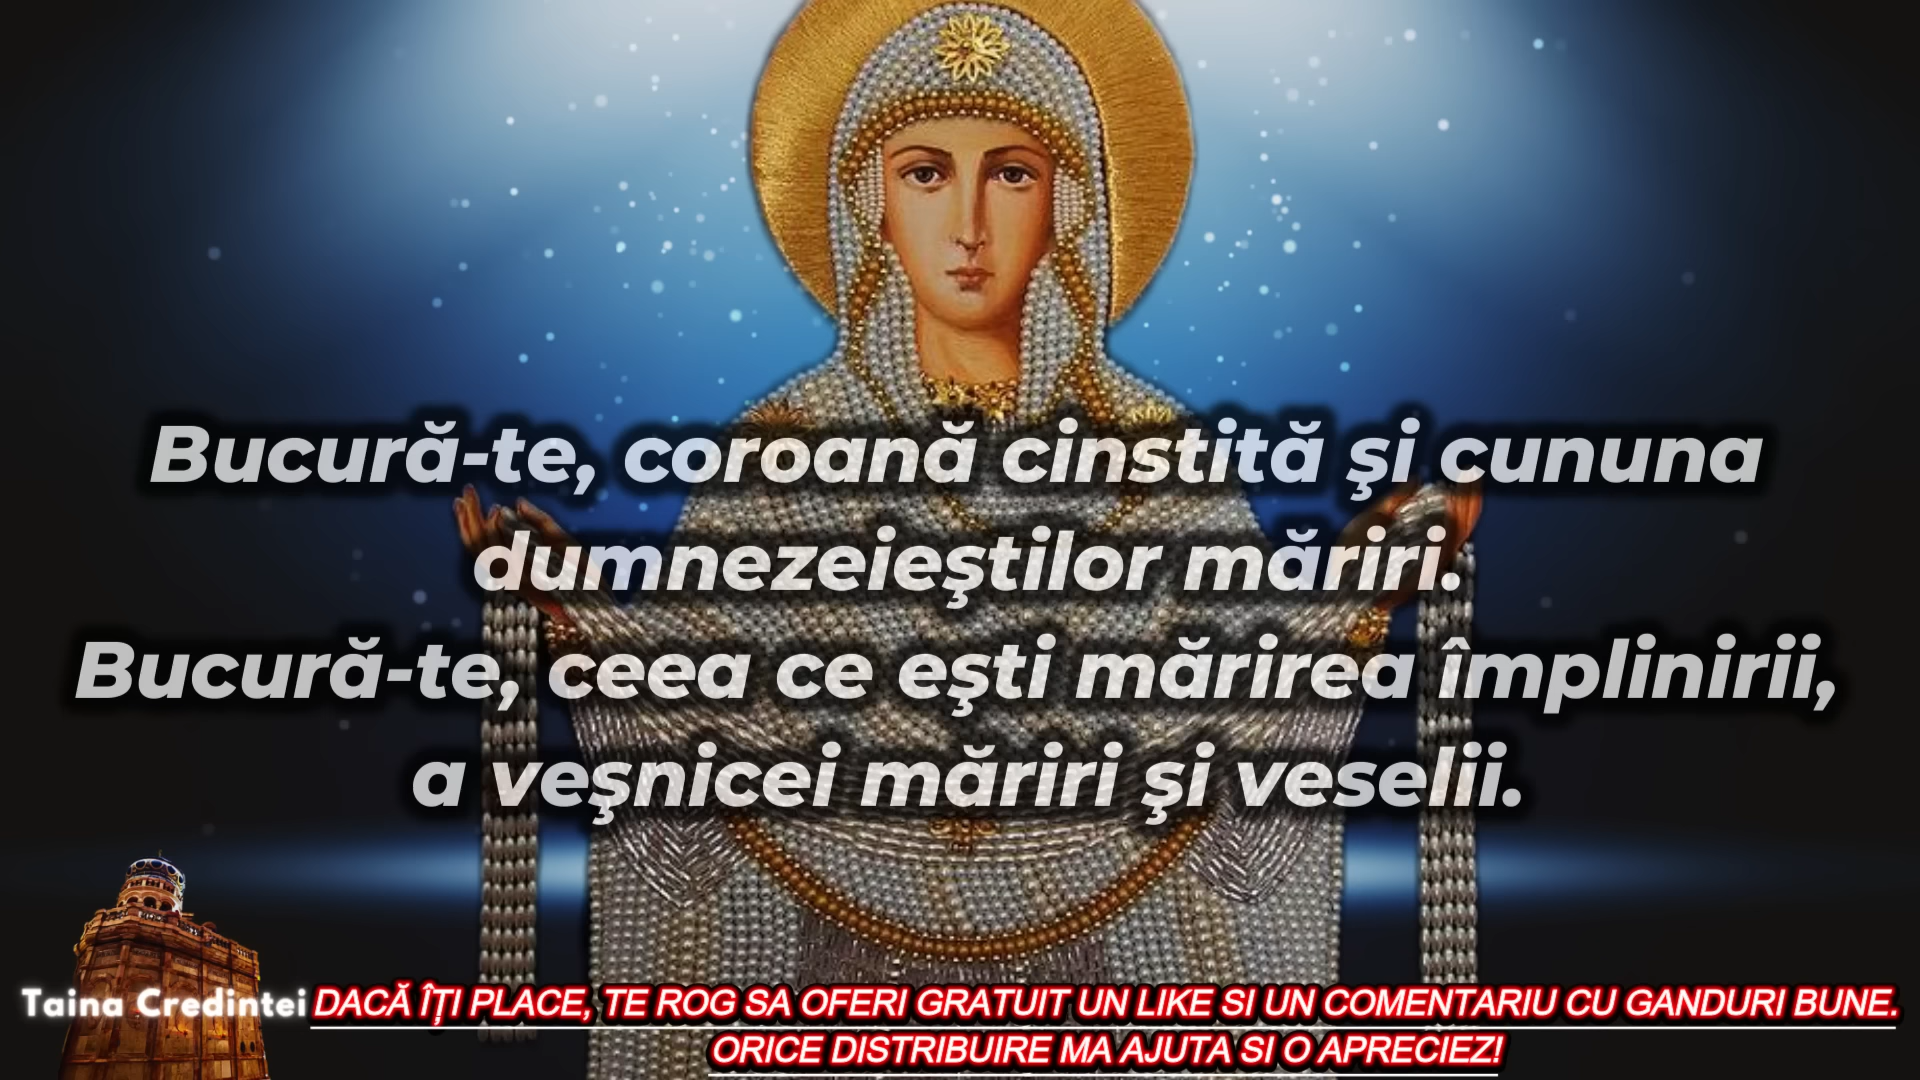 Bucură-te, coroană cinstită şi cununa
dumnezeieştilor măriri.
Bucură-te, ceea ce eşti mărirea împlinirii,
a veşnicei măriri şi veselii.
Taina Credintei
DACĂ ÎȚI PLACE, TE ROG SA OFERI GRATUIT UN LIKE SI UN COMENTARIU CU GANDURI BUNE.
ORICE DISTRIBUIRE MA AJUTA SI O APRECIEZ!